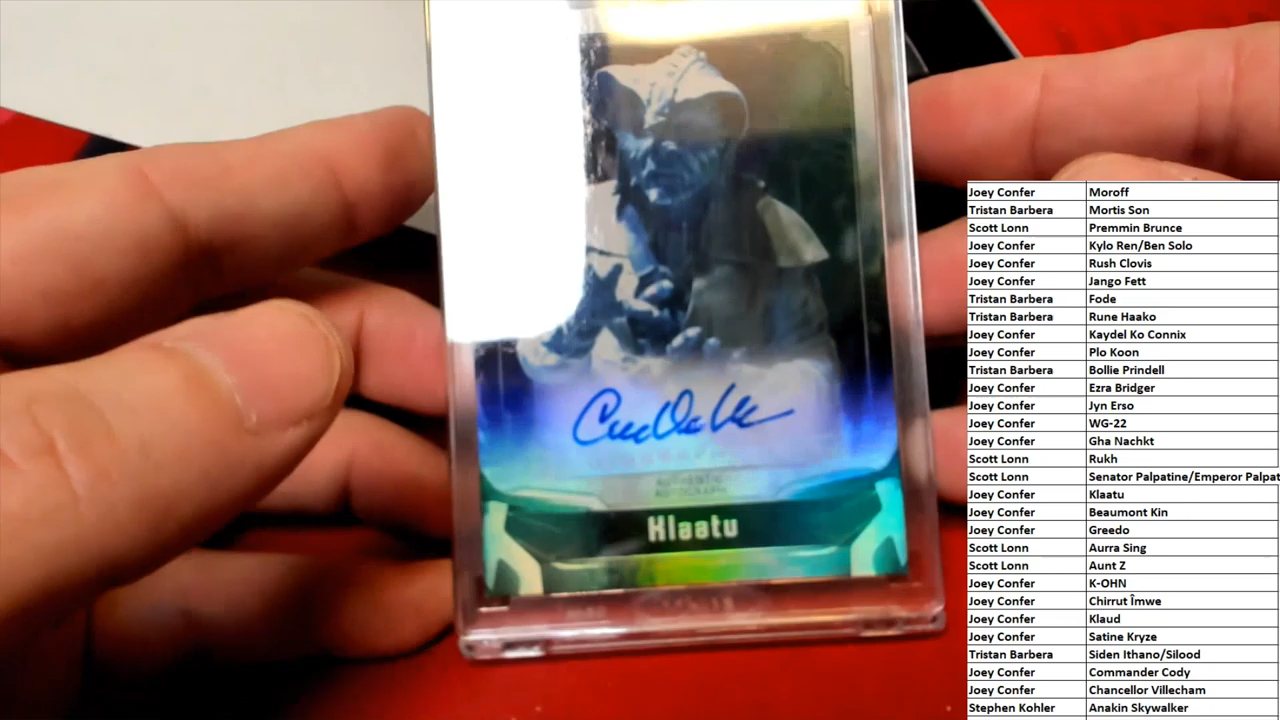 AUTHENTIC
AUTOGRAPH
Klaatu
Joey Confer Moroff
Tristan Barbera Mortis Son
Scott Lonn Premmin Brunce
Joey Confer Kylo Ren/Ben Solo
Joey Confer Rush Clovis
Joey Confer Jango Fett
Tristan Barbera Fode
Tristan Barbera Rune Haako
Joey Confer Kaydel Ko Connix
Joey Confer Plo Koon
Tristan Barbera Bollie Prindell
Joey Confer Ezra Bridger
Joey Confer Jyn Erso
Joey Confer WG-22
Joey Confer Gha Nachkt
Scott Lonn Rukh
Scott Lonn Senator Palpatine/Emperor Palpat
Joey Confer Klaatu
Joey Confer Beaumont Kin
Joey Confer Greedo
Scott Lonn Aurra Sing
Scott Lonn Aunt Z
Joey Confer K-OHN
Joey Confer Chirrut Îmwe
Joey Confer Klaud
Joey Confer Satine Kryze
Tristan Barbera Siden Ithano/Silood
Joey Confer Commander Cody
Joey Confer Chancellor Villecham
Stephen Kohler Anakin Skywalker